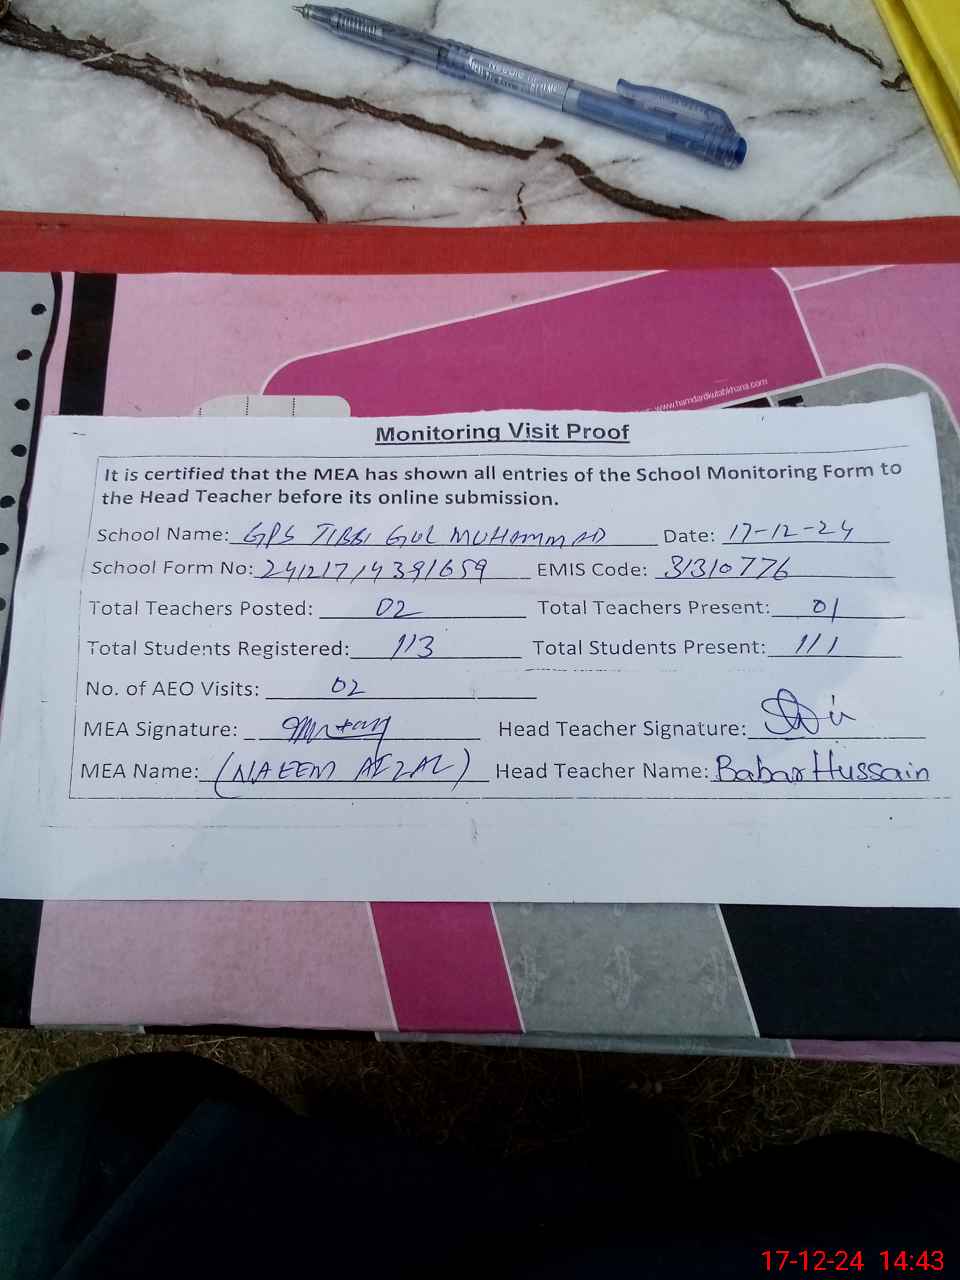 www.hamdardkutabkhana.com
Monitoring Visit Proof
It is certified that the MEA has shown all entries of the School Monitoring Form to
the Head Teacher before its online submission.
School Name: GPS TIBBI GUL MUHAMMAD Date: 17-12-24
School Form No: 24121714391659 EMIS Code: 31310776
Total Teachers Posted: 02 Total Teachers Present: 01
Total Students Registered: 113 Total Students Present: 111
No. of AEO Visits: 02
MEA Signature: Head Teacher Signature:
MEA Name: (NAEEM AFZAL) Head Teacher Name: Babar Hussain
17-12-24 14:43